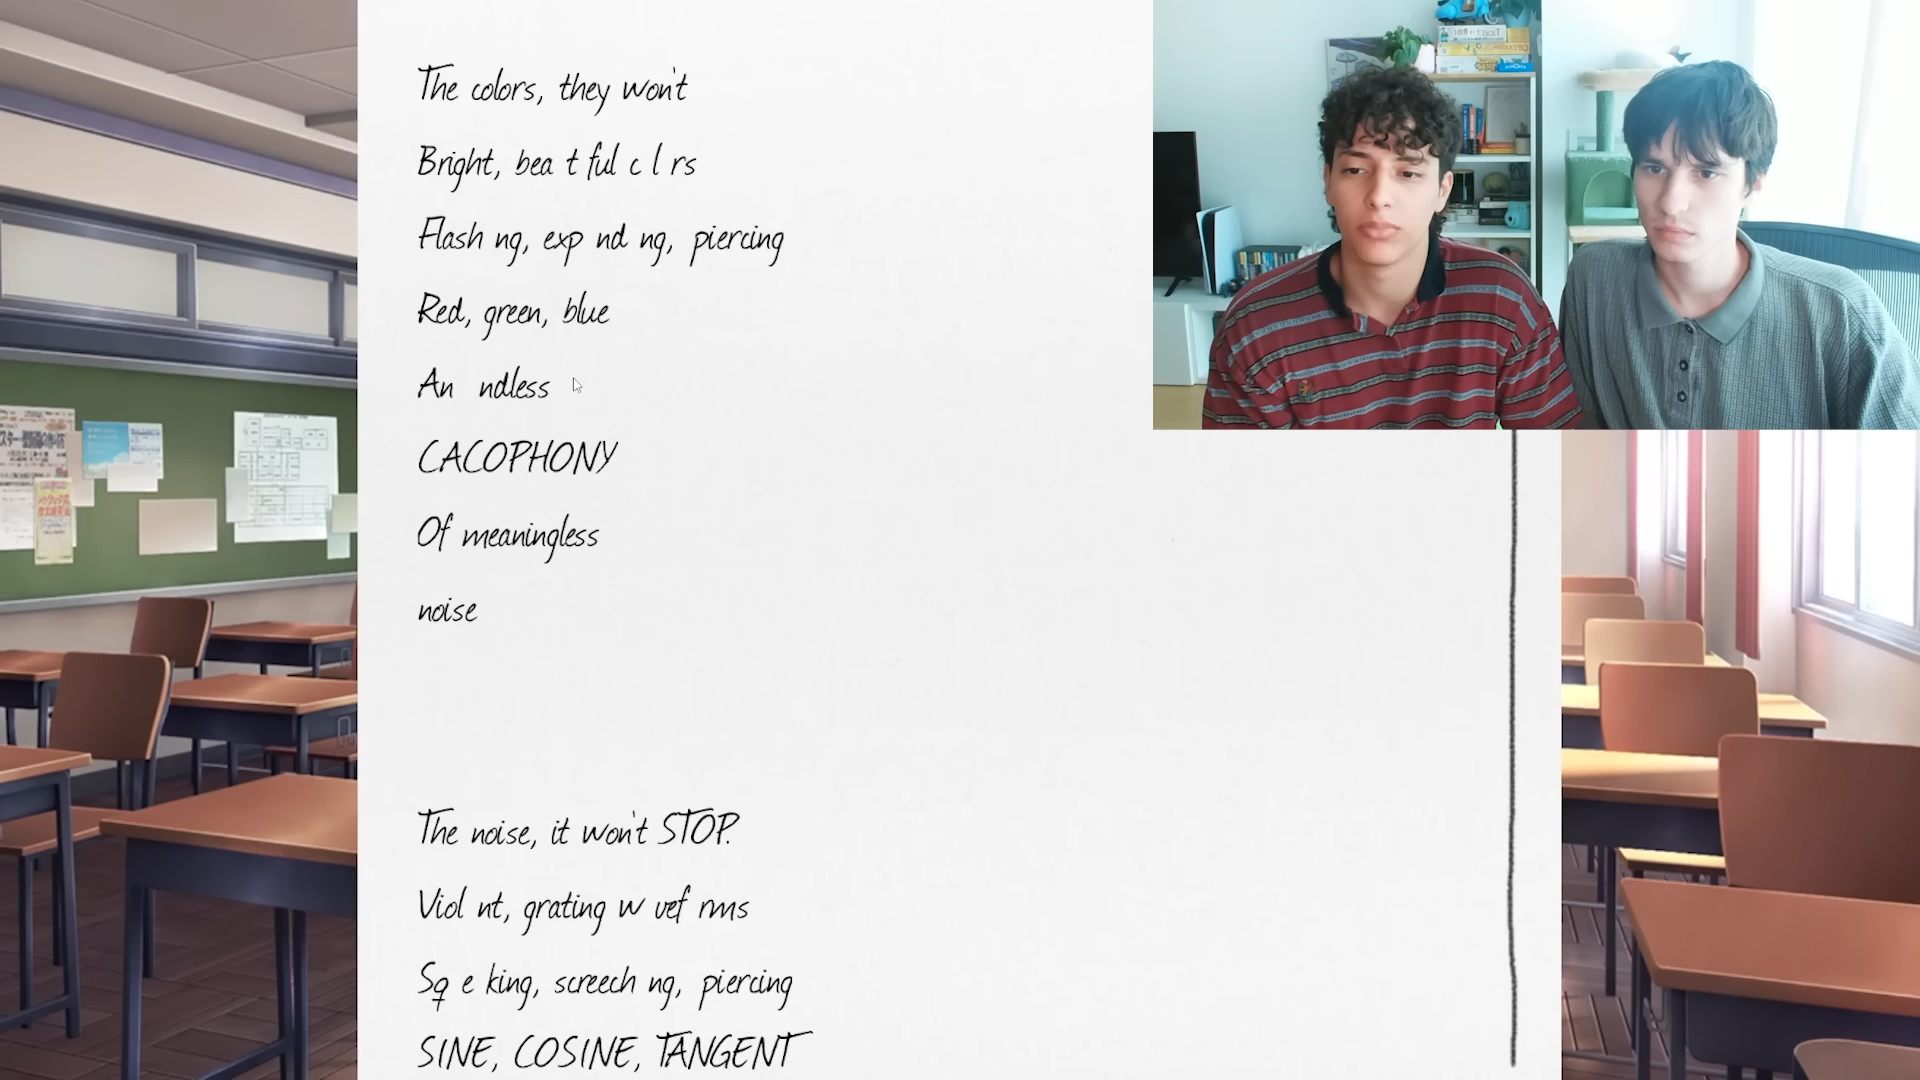 The colors, they won't
Bright, bea t ful c l rs
Flash ng, exp nd ng, piercing
Red, green, blue
An  ndless
CACOPHONY
Of meaningless
noise
The noise, it won't STOP.
Viol nt, grating w vef rms
Sq e king, screech ng, piercing
SINE, COSINE, TANGENT